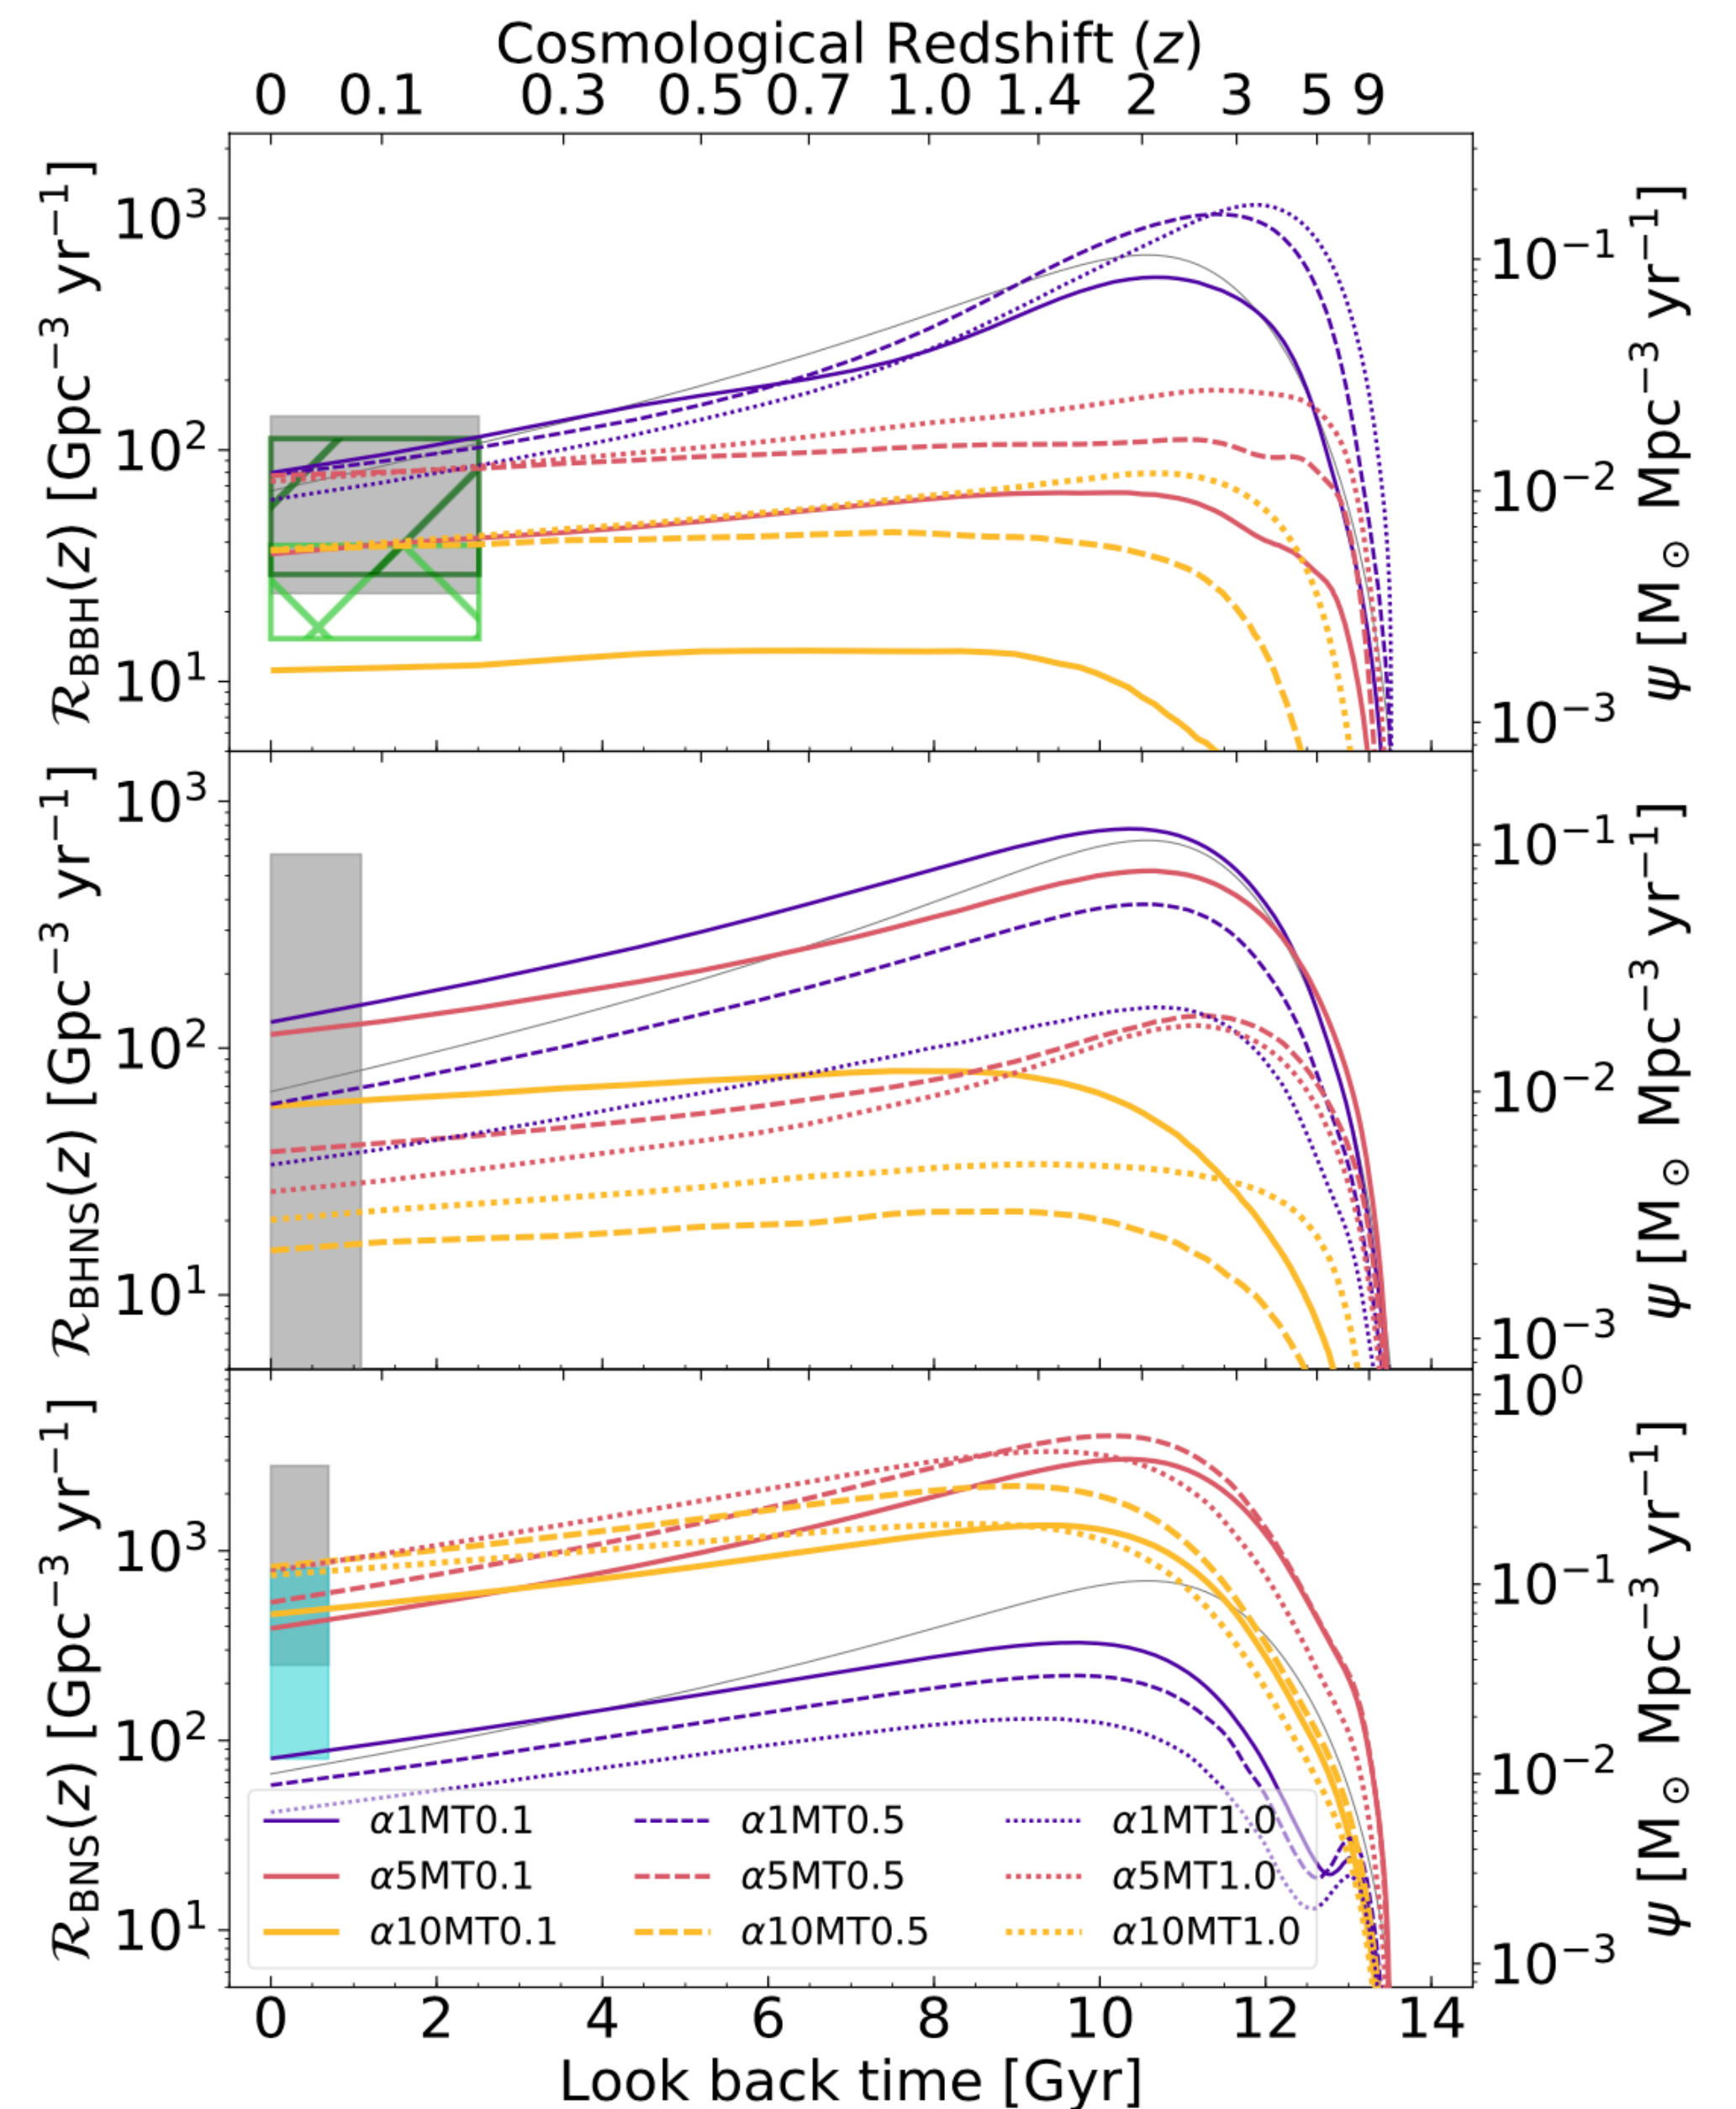 Cosmological Redshift (z)
0 0.1 0.3 0.5 0.7 1.0 1.4 2 3 5 9
ℛ_BBH(z) [Gpc⁻³ yr⁻¹]
10³
10²
10¹
10⁻¹
10⁻²
10⁻³
ψ [M⊙ Mpc⁻³ yr⁻¹]
ℛ_BHNS(z) [Gpc⁻³ yr⁻¹]
10³
10²
10¹
10⁻¹
10⁻²
10⁻³
ψ [M⊙ Mpc⁻³ yr⁻¹]
ℛ_BNS(z) [Gpc⁻³ yr⁻¹]
10³
10²
10¹
10⁰
10⁻¹
10⁻²
10⁻³
ψ [M⊙ Mpc⁻³ yr⁻¹]
α1MT0.1 α1MT0.5 α1MT1.0
α5MT0.1 α5MT0.5 α5MT1.0
α10MT0.1 α10MT0.5 α10MT1.0
0 2 4 6 8 10 12 14
Look back time [Gyr]